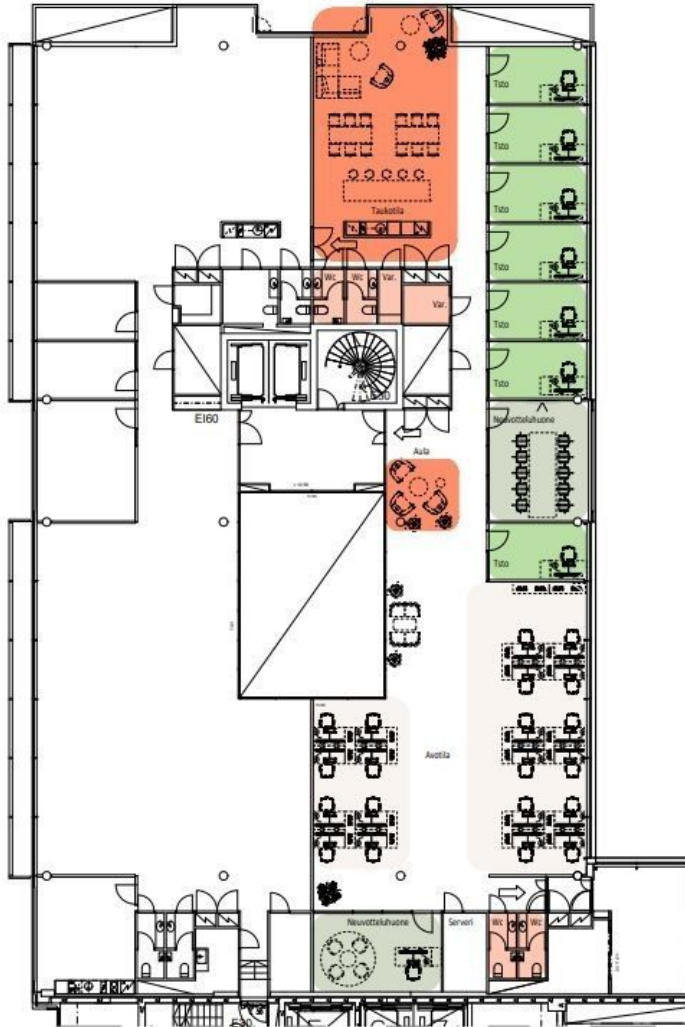 Tsto
Tsto
Tsto
Taukotila
Tsto
Wc
Wc
Var.
Tsto
Var.
Tsto
EI60
Neuvotteluhuone
Aula
Tsto
Avotila
Neuvotteluhuone
Serveri
Wc
Wc